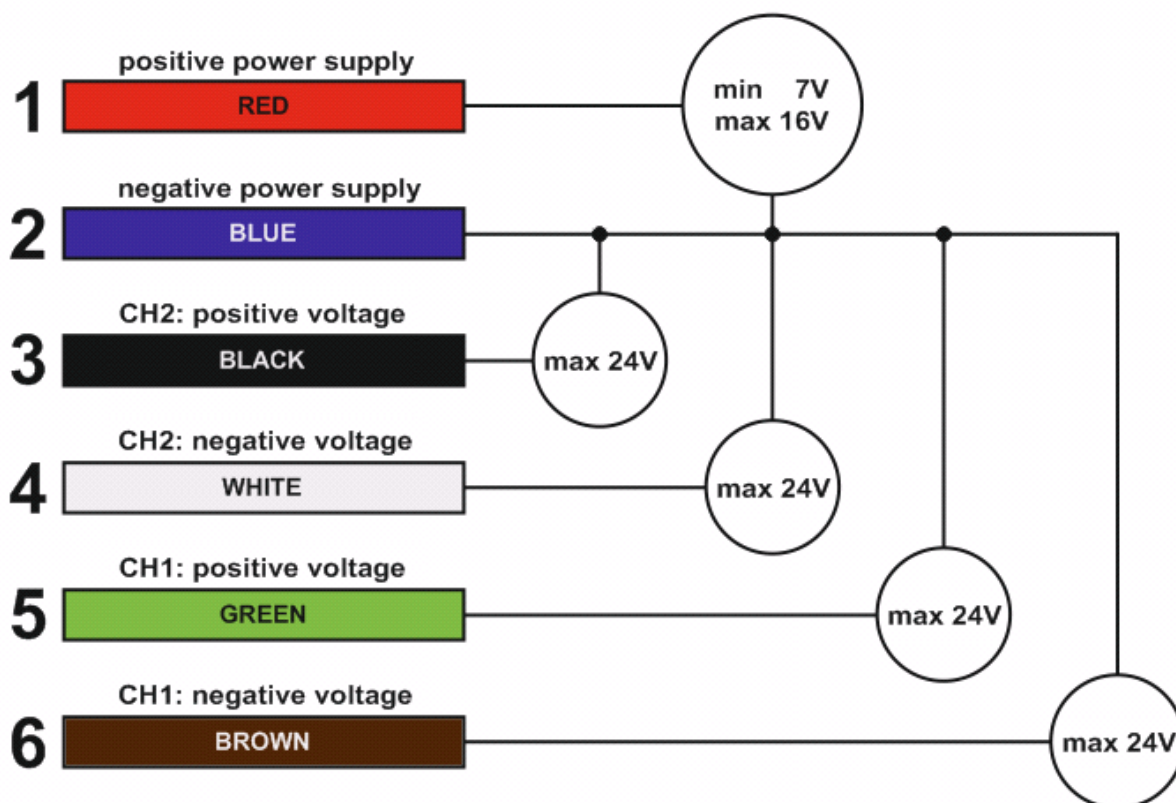 positive power supply
1 RED
min 7V
max 16V
negative power supply
2 BLUE
CH2: positive voltage
3 BLACK
max 24V
CH2: negative voltage
4 WHITE
max 24V
CH1: positive voltage
5 GREEN
max 24V
CH1: negative voltage
6 BROWN
max 24V